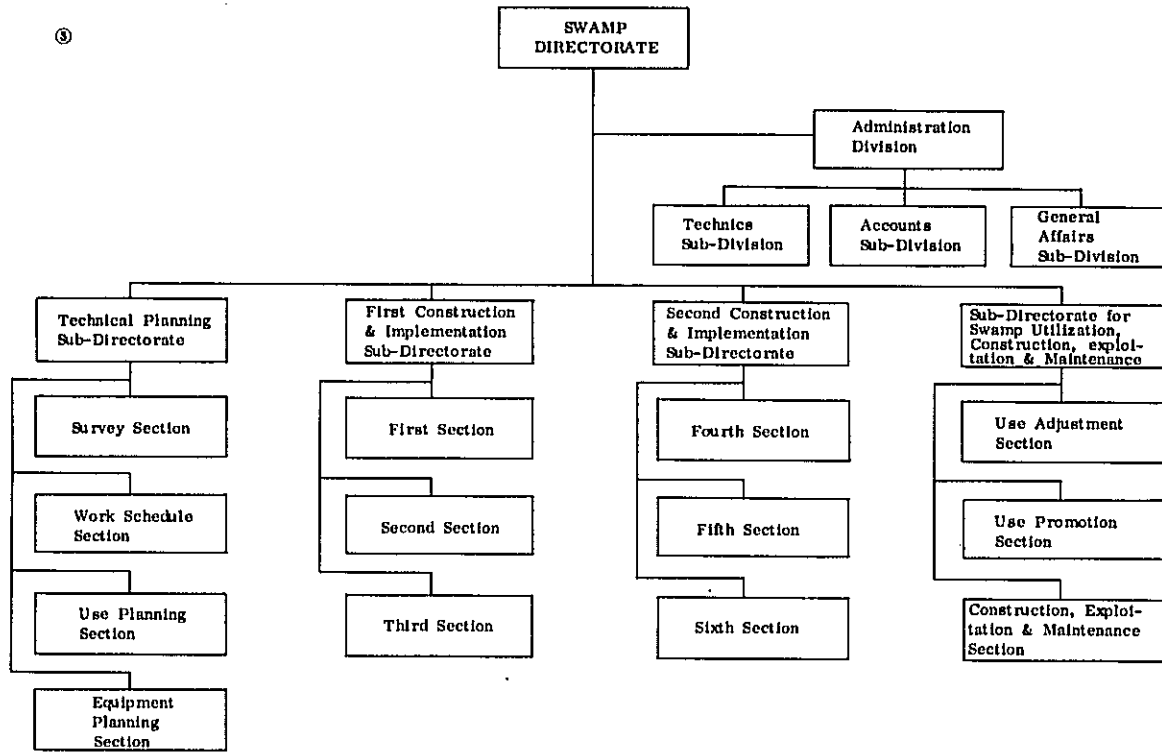 ③
SWAMP
DIRECTORATE
Administration
Division
Technics
Sub-Division
Accounts
Sub-Division
General
Affairs
Sub-Division
Technical Planning
Sub-Directorate
First Construction
& Implementation
Sub-Directorate
Second Construction
& Implementation
Sub-Directorate
Sub-Directorate for
Swamp Utilization,
Construction, exploi-
tation & Maintenance
Survey Section
First Section
Fourth Section
Use Adjustment
Section
Work Schedule
Section
Second Section
Fifth Section
Use Promotion
Section
Use Planning
Section
Third Section
Sixth Section
Construction, Exploi-
tation & Maintenance
Section
Equipment
Planning
Section